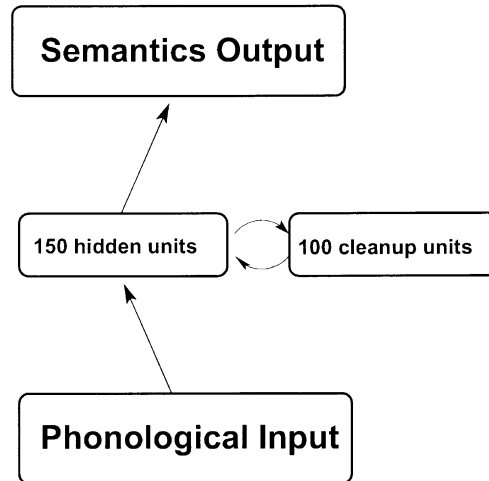 Semantics Output
150 hidden units
100 cleanup units
Phonological Input